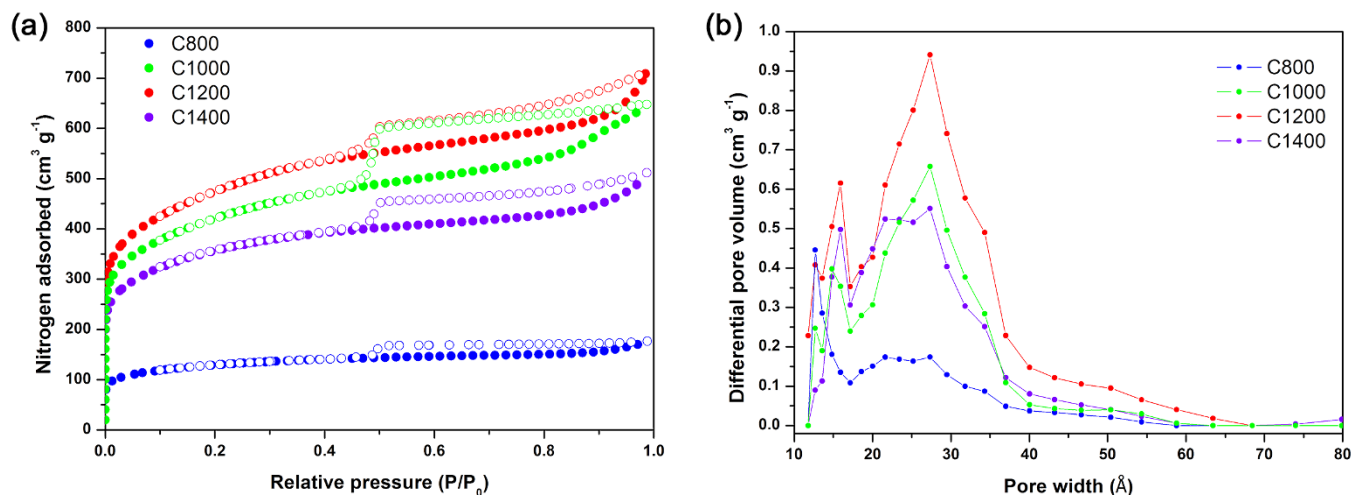 (a)
800
700
600
500
400
300
200
100
0
Nitrogen adsorbed (cm³ g⁻¹)
C800
C1000
C1200
C1400
0.0 0.2 0.4 0.6 0.8 1.0
Relative pressure (P/P₀)
(b)
1.0
0.9
0.8
0.7
0.6
0.5
0.4
0.3
0.2
0.1
0.0
Differential pore volume (cm³ g⁻¹)
C800
C1000
C1200
C1400
10 20 30 40 50 60 70 80
Pore width (Å)